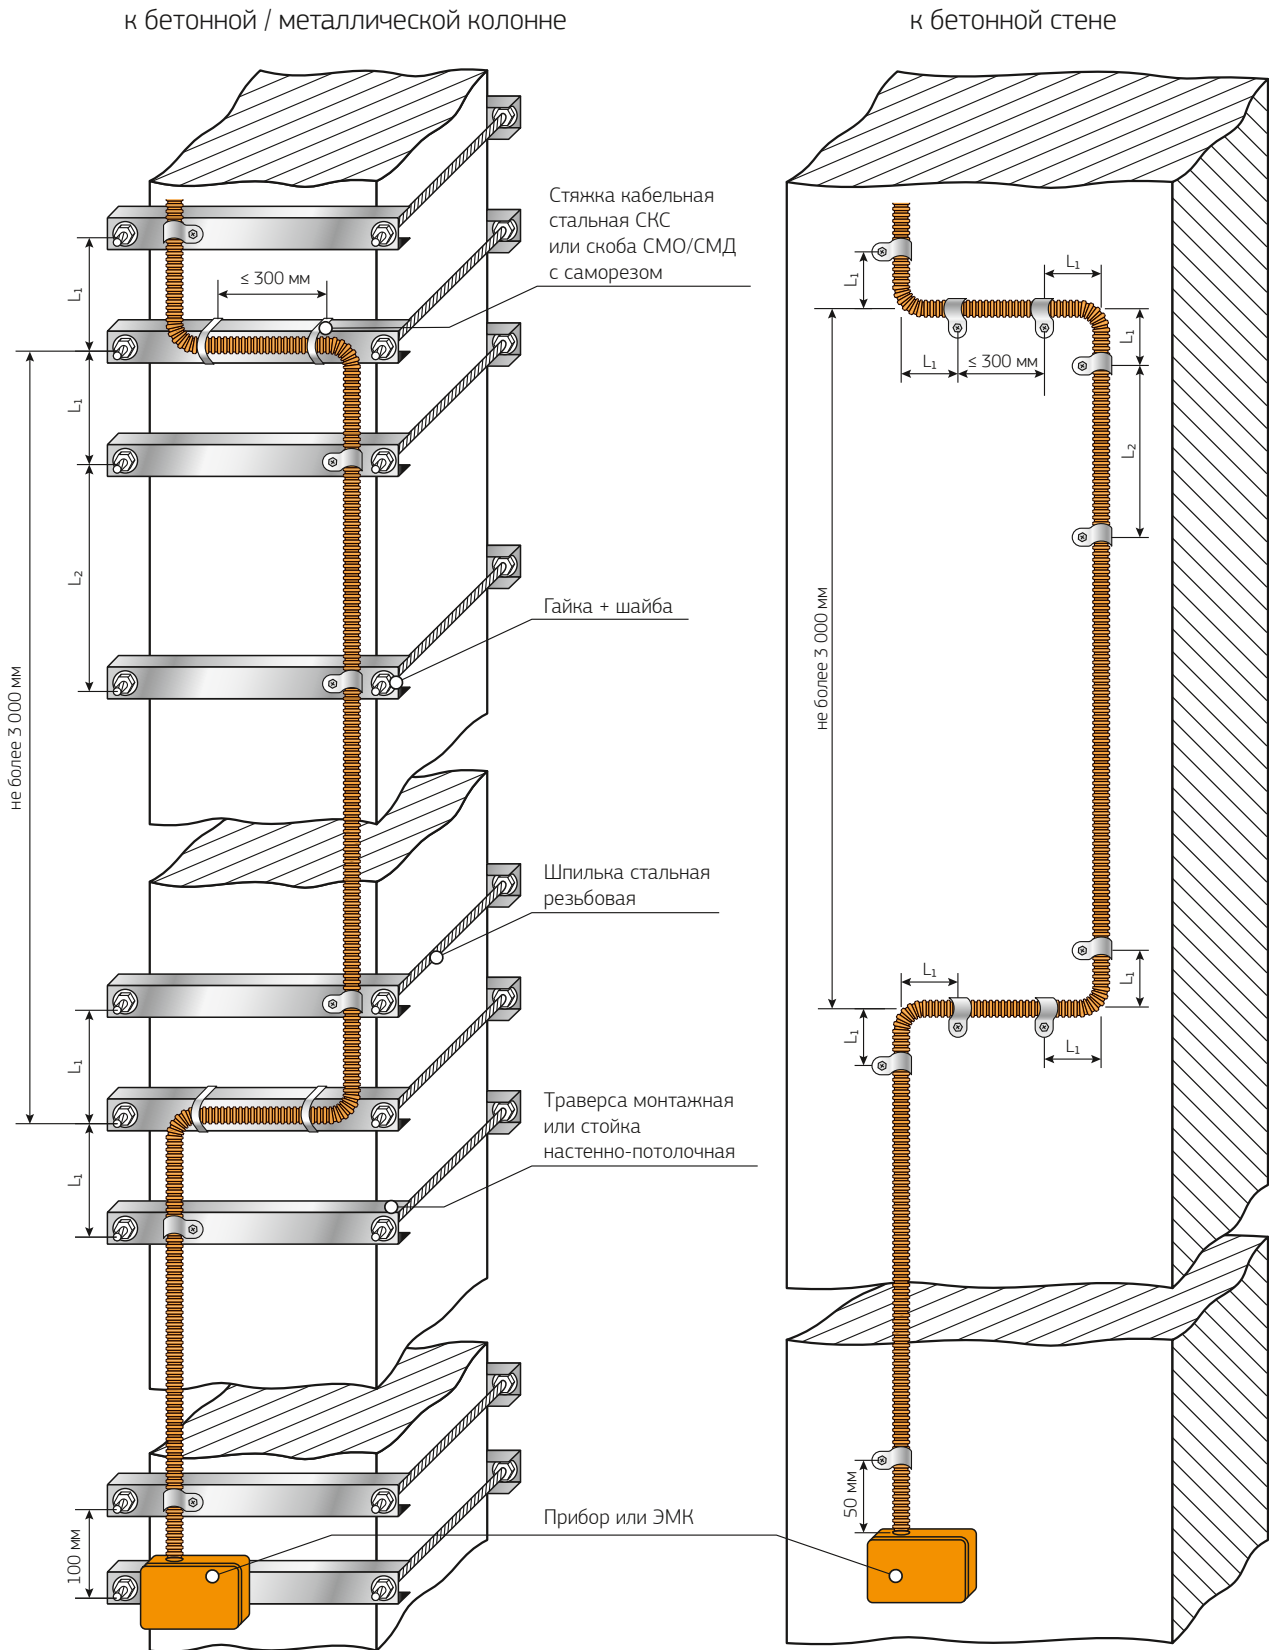 к бетонной / металлической колонне
к бетонной стене
Стяжка кабельная
стальная СКС
или скоба СМО/СМД
с саморезом
≤ 300 мм
L₁
L₁
L₂
не более 3 000 мм
Гайка + шайба
Шпилька стальная
резьбовая
L₁
L₁
Траверса монтажная
или стойка
настенно-потолочная
100 мм
Прибор или ЭМК
L₁
L₁
L₁
L₁
≤ 300 мм
L₂
не более 3 000 мм
L₁
L₁
L₁
L₁
50 мм